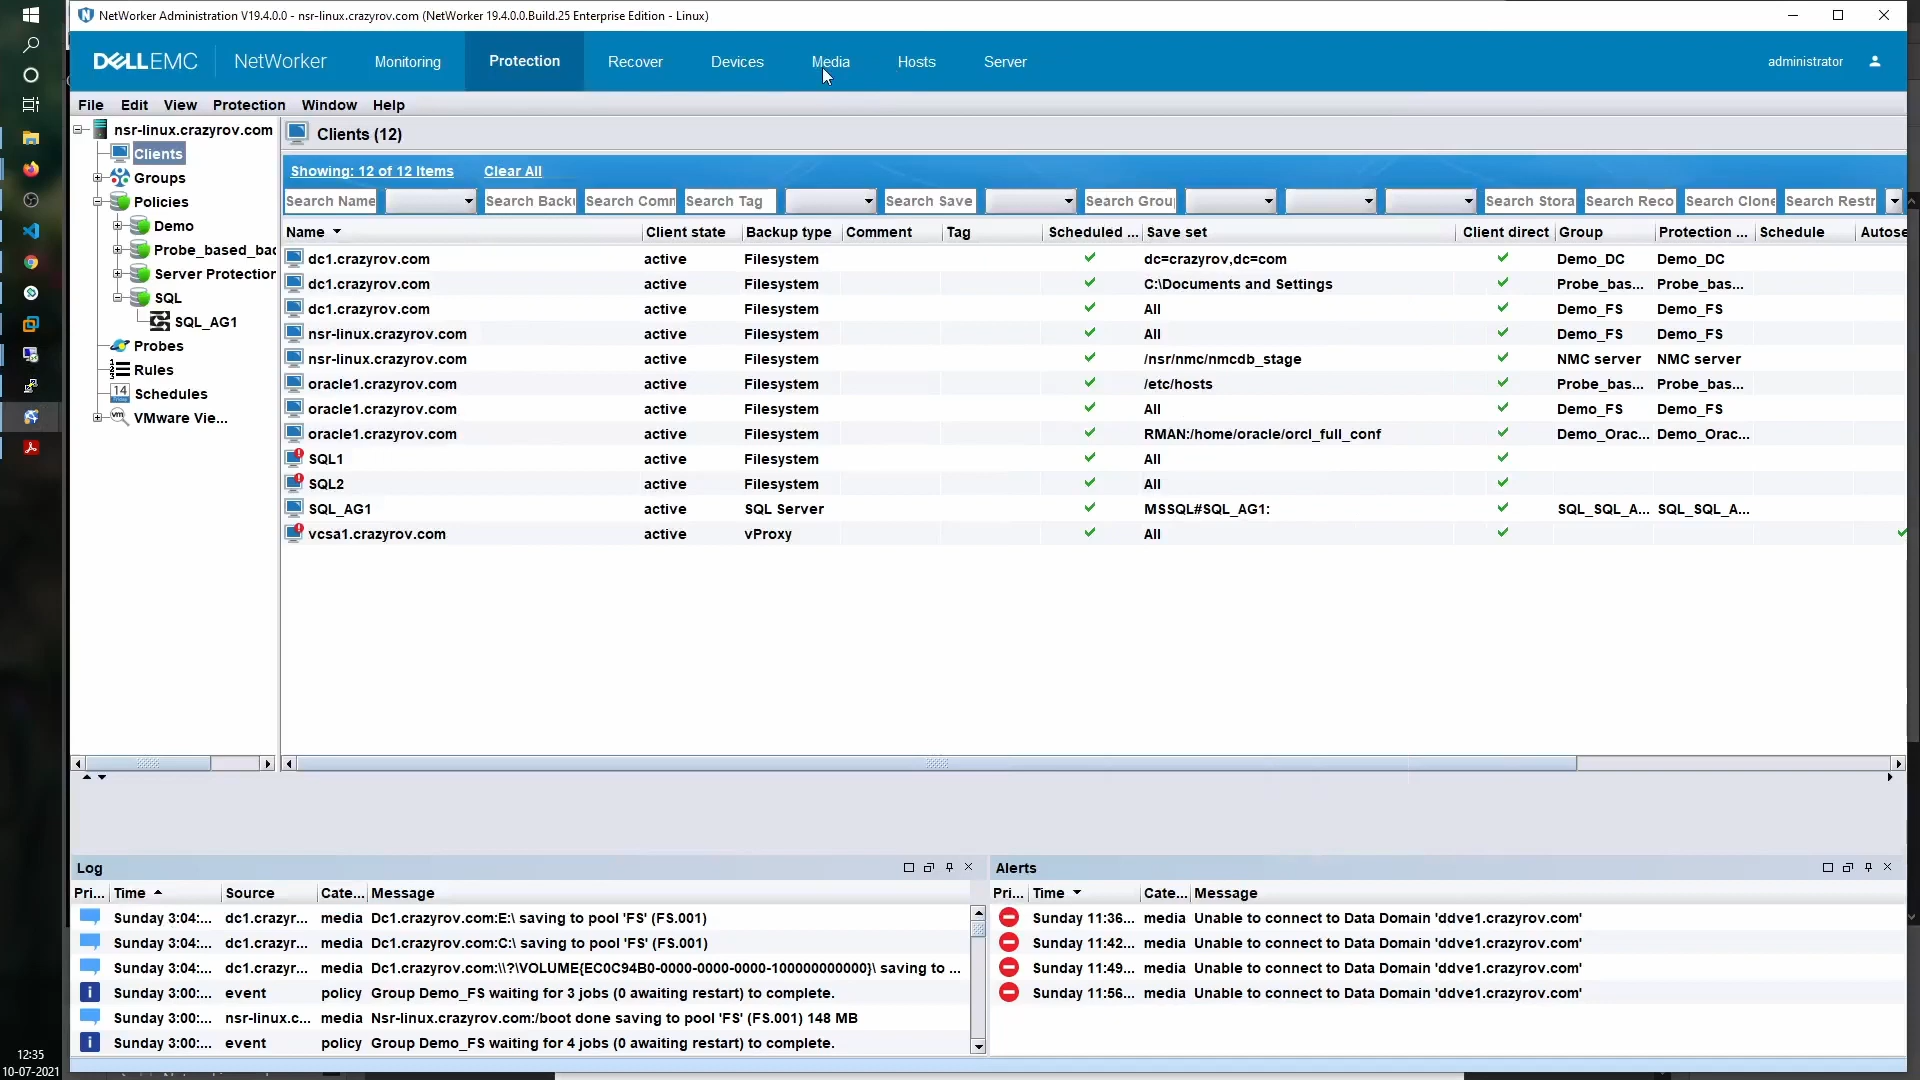 NetWorker Administration V19.4.0.0 - nsr-linux.crazyrov.com (NetWorker 19.4.0.0.Build.25 Enterprise Edition - Linux)
DELLEMC NetWorker Monitoring Protection Recover Devices Media Hosts Server administrator
File Edit View Protection Window Help
nsr-linux.crazyrov.com
Clients
Groups
Policies
Demo
Probe_based_bac
Server Protection
SQL
SQL_AG1
Probes
Rules
Schedules
VMware Vie...
Clients (12)
Showing: 12 of 12 Items Clear All
Search Name Search Backu Search Comm Search Tag Search Save Search Group Search Stora Search Reco Search Clone Search Restr
Name Client state Backup type Comment Tag Scheduled ... Save set Client direct Group Protection ... Schedule Autose
dc1.crazyrov.com active Filesystem dc=crazyrov,dc=com Demo_DC Demo_DC
dc1.crazyrov.com active Filesystem C:\Documents and Settings Probe_bas... Probe_bas...
dc1.crazyrov.com active Filesystem All Demo_FS Demo_FS
nsr-linux.crazyrov.com active Filesystem All Demo_FS Demo_FS
nsr-linux.crazyrov.com active Filesystem /nsr/nmc/nmcdb_stage NMC server NMC server
oracle1.crazyrov.com active Filesystem /etc/hosts Probe_bas... Probe_bas...
oracle1.crazyrov.com active Filesystem All Demo_FS Demo_FS
oracle1.crazyrov.com active Filesystem RMAN:/home/oracle/orcl_full_conf Demo_Orac... Demo_Orac...
SQL1 active Filesystem All
SQL2 active Filesystem All
SQL_AG1 active SQL Server MSSQL#SQL_AG1: SQL_SQL_A... SQL_SQL_A...
vcsa1.crazyrov.com active vProxy All
Log
Pri... Time Source Cate... Message
Sunday 3:04:... dc1.crazyr... media Dc1.crazyrov.com:E:\ saving to pool 'FS' (FS.001)
Sunday 3:04:... dc1.crazyr... media Dc1.crazyrov.com:C:\ saving to pool 'FS' (FS.001)
Sunday 3:04:... dc1.crazyr... media Dc1.crazyrov.com:\\?\VOLUME{EC0C94B0-0000-0000-0000-100000000000}\ saving to ...
Sunday 3:00:... event policy Group Demo_FS waiting for 3 jobs (0 awaiting restart) to complete.
Sunday 3:00:... nsr-linux.c... media Nsr-linux.crazyrov.com:/boot done saving to pool 'FS' (FS.001) 148 MB
Sunday 3:00:... event policy Group Demo_FS waiting for 4 jobs (0 awaiting restart) to complete.
Alerts
Pri... Time Cate... Message
Sunday 11:36... media Unable to connect to Data Domain 'ddve1.crazyrov.com'
Sunday 11:42... media Unable to connect to Data Domain 'ddve1.crazyrov.com'
Sunday 11:49... media Unable to connect to Data Domain 'ddve1.crazyrov.com'
Sunday 11:56... media Unable to connect to Data Domain 'ddve1.crazyrov.com'
12:35
10-07-2021